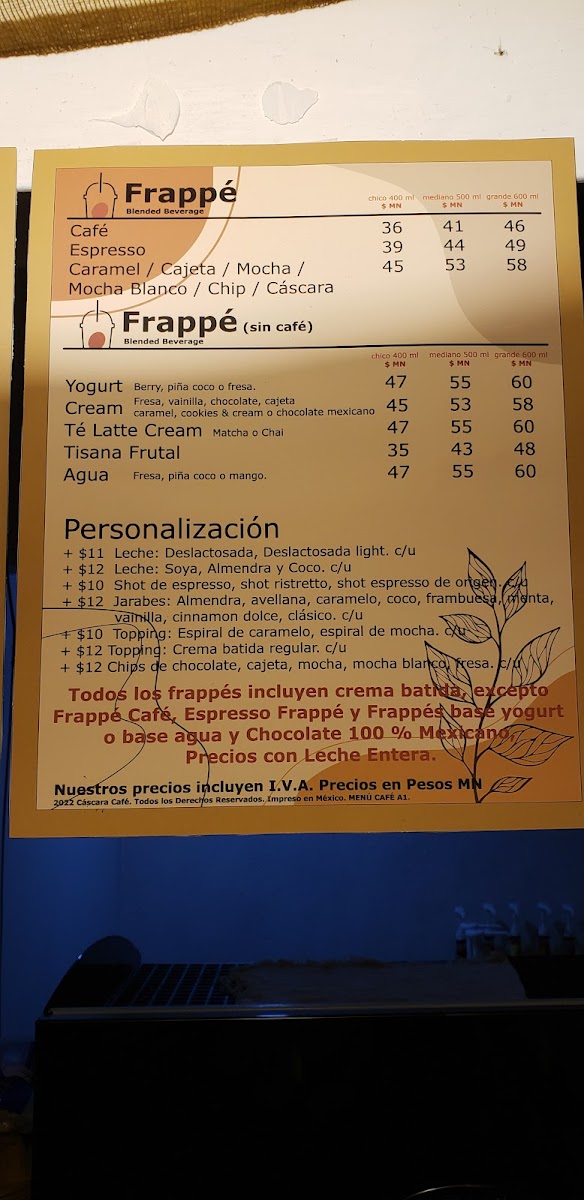 Frappé
Blended Beverage
chico 400 ml mediano 500 ml grande 600 ml
$ MN $ MN $ MN
Café 36 41 46
Espresso 39 44 49
Caramel / Cajeta / Mocha / 45 53 58
Mocha Blanco / Chip / Cáscara
Frappé (sin café)
Blended Beverage
chico 400 ml mediano 500 ml grande 600 ml
$ MN $ MN $ MN
Yogurt Berry, piña coco o fresa. 47 55 60
Cream Fresa, vainilla, chocolate, cajeta 45 53 58
caramel, cookies & cream o chocolate mexicano
Té Latte Cream Matcha o Chai 47 55 60
Tisana Frutal 35 43 48
Agua Fresa, piña coco o mango. 47 55 60
Personalización
+ $11 Leche: Deslactosada, Deslactosada light. c/u
+ $12 Leche: Soya, Almendra y Coco. c/u
+ $10 Shot de espresso, shot ristretto, shot espresso de origen. c/u
+ $12 Jarabes: Almendra, avellana, caramelo, coco, frambuesa, menta,
vainilla, cinnamon dolce, clásico. c/u
+ $10 Topping: Espiral de caramelo, espiral de mocha. c/u
+ $12 Topping: Crema batida regular. c/u
+ $12 Chips de chocolate, cajeta, mocha, mocha blanco, fresa. c/u
Todos los frappés incluyen crema batida, excepto
Frappé Café, Espresso Frappé y Frappés base yogurt
o base agua y Chocolate 100 % Mexicano,
Precios con Leche Entera.
Nuestros precios incluyen I.V.A. Precios en Pesos MN
2022 Cáscara Café. Todos los Derechos Reservados. Impreso en México. MENÚ CAFÉ A1.